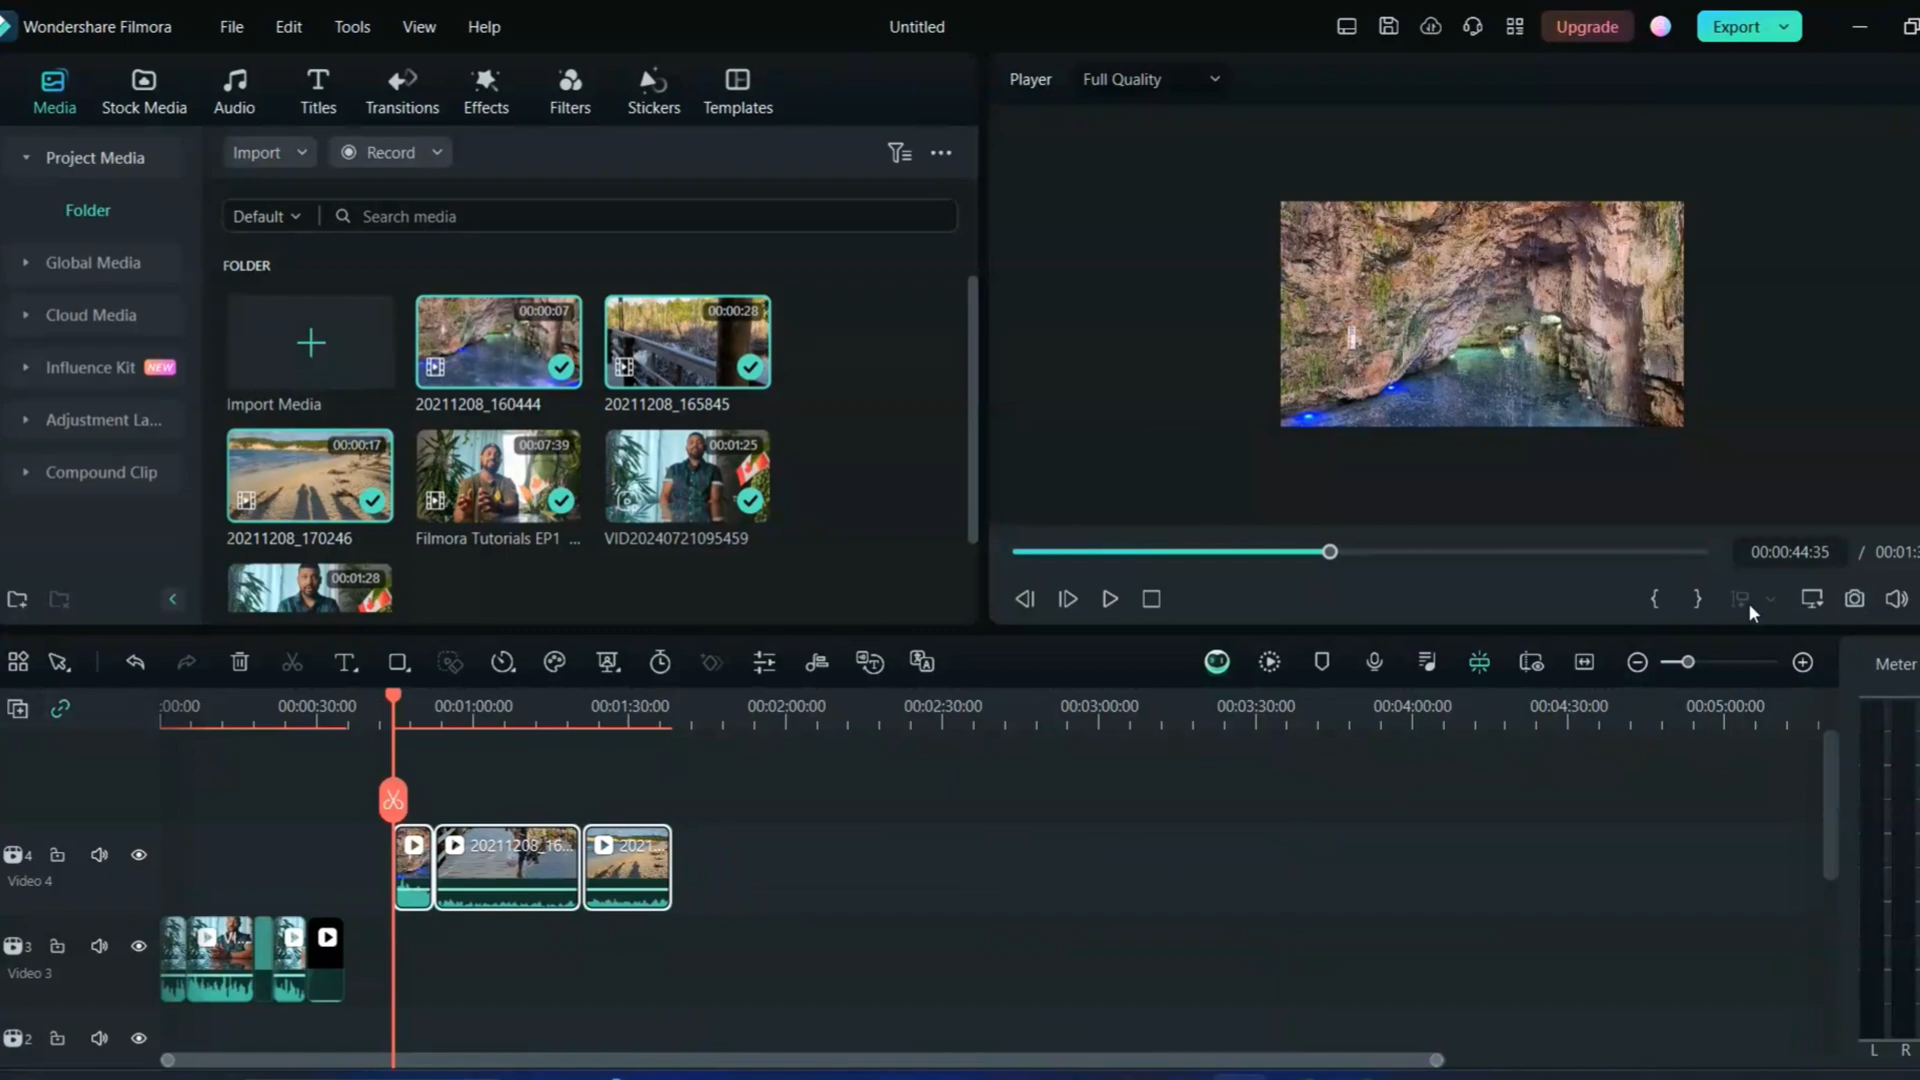 Wondershare Filmora
File
Edit
Tools
View
Help
Untitled
Upgrade
Export
Media
Stock Media
Audio
Titles
Transitions
Effects
Filters
Stickers
Templates
Player
Full Quality
Project Media
Import
Record
Folder
Default
Search media
Global Media
FOLDER
Cloud Media
00:00:07
00:00:28
Influence Kit NEW
Import Media
20211208_160444
20211208_165845
Adjustment La...
00:00:17
00:07:39
00:01:25
Compound Clip
20211208_170246
Filmora Tutorials EP1 ...
VID20240721095459
00:00:44:35
/
00:01:3
00:01:28
{ }
Meter
:00:00
00:00:30:00
00:01:00:00
00:01:30:00
00:02:00:00
00:02:30:00
00:03:00:00
00:03:30:00
00:04:00:00
00:04:30:00
00:05:00:00
4
20211208_16...
2021...
Video 4
3
Video 3
2
L R